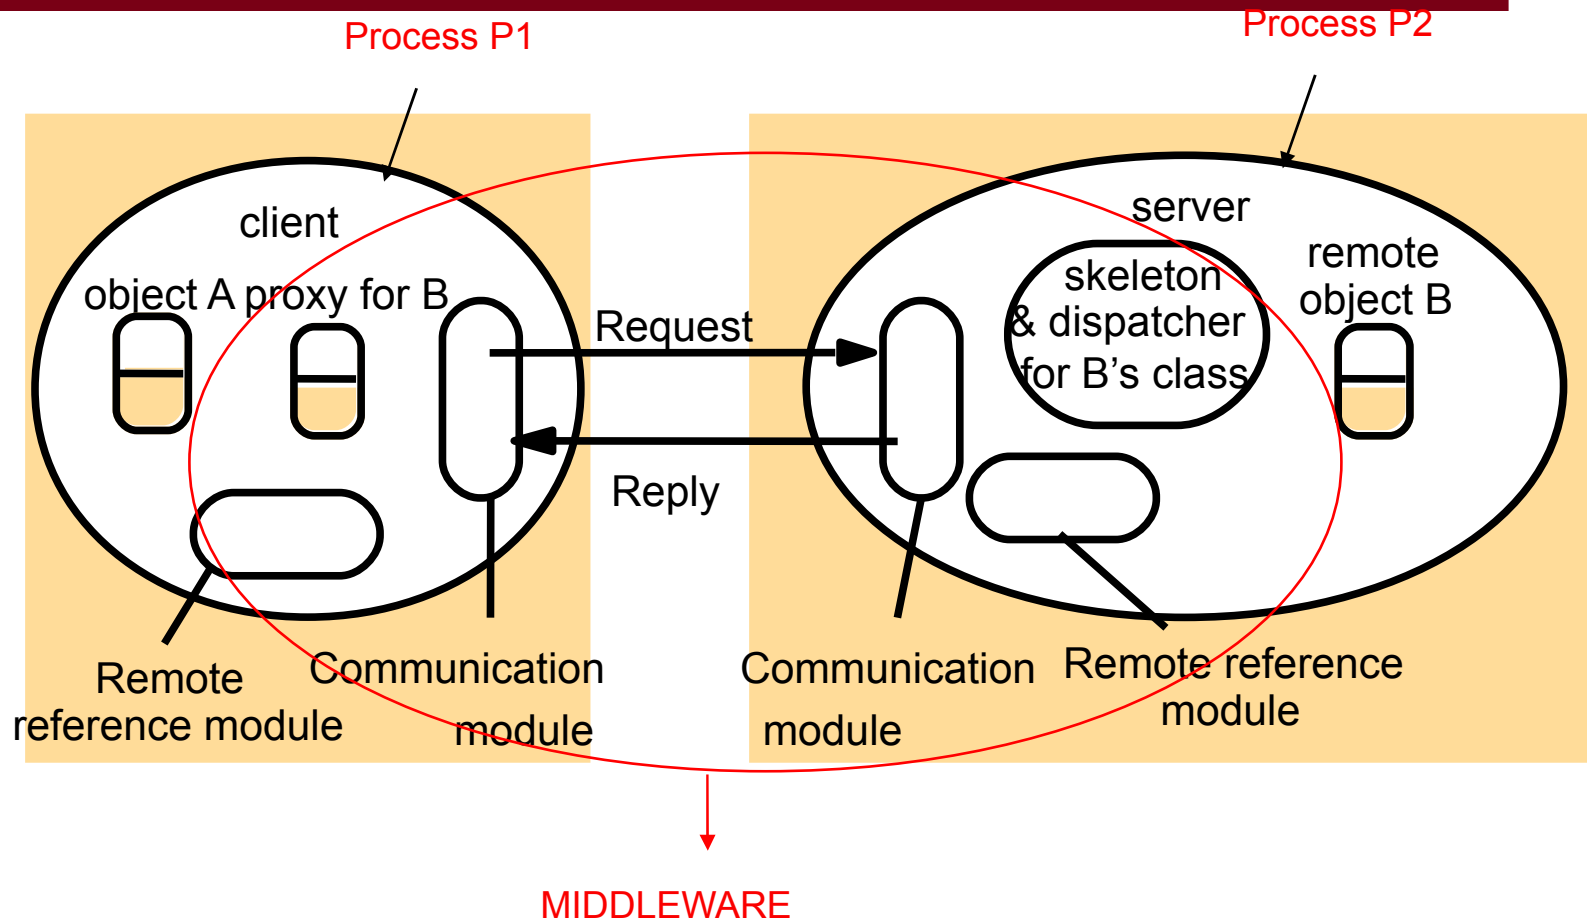 Process P1
Process P2
client
object A proxy for B
Request
Reply
server
skeleton
& dispatcher
for B’s class
remote
object B
Remote
reference module
Communication
module
Communication
module
Remote reference
module
MIDDLEWARE